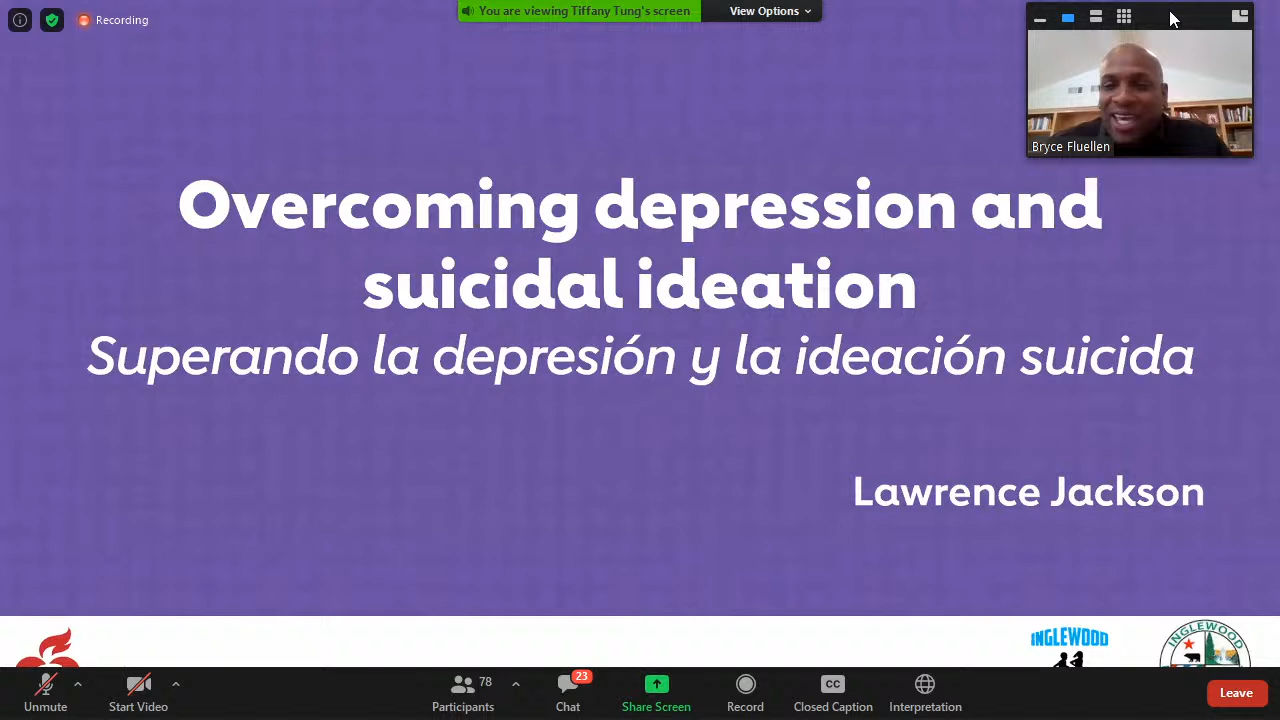 Recording
You are viewing Tiffany Tung's screen
View Options
Bryce Fluellen
Overcoming depression and
suicidal ideation
Superando la depresión y la ideación suicida
Lawrence Jackson
INGLEWOOD
INGLEWOOD
78
23
CC
Unmute
Start Video
Participants
Chat
Share Screen
Record
Closed Caption
Interpretation
Leave